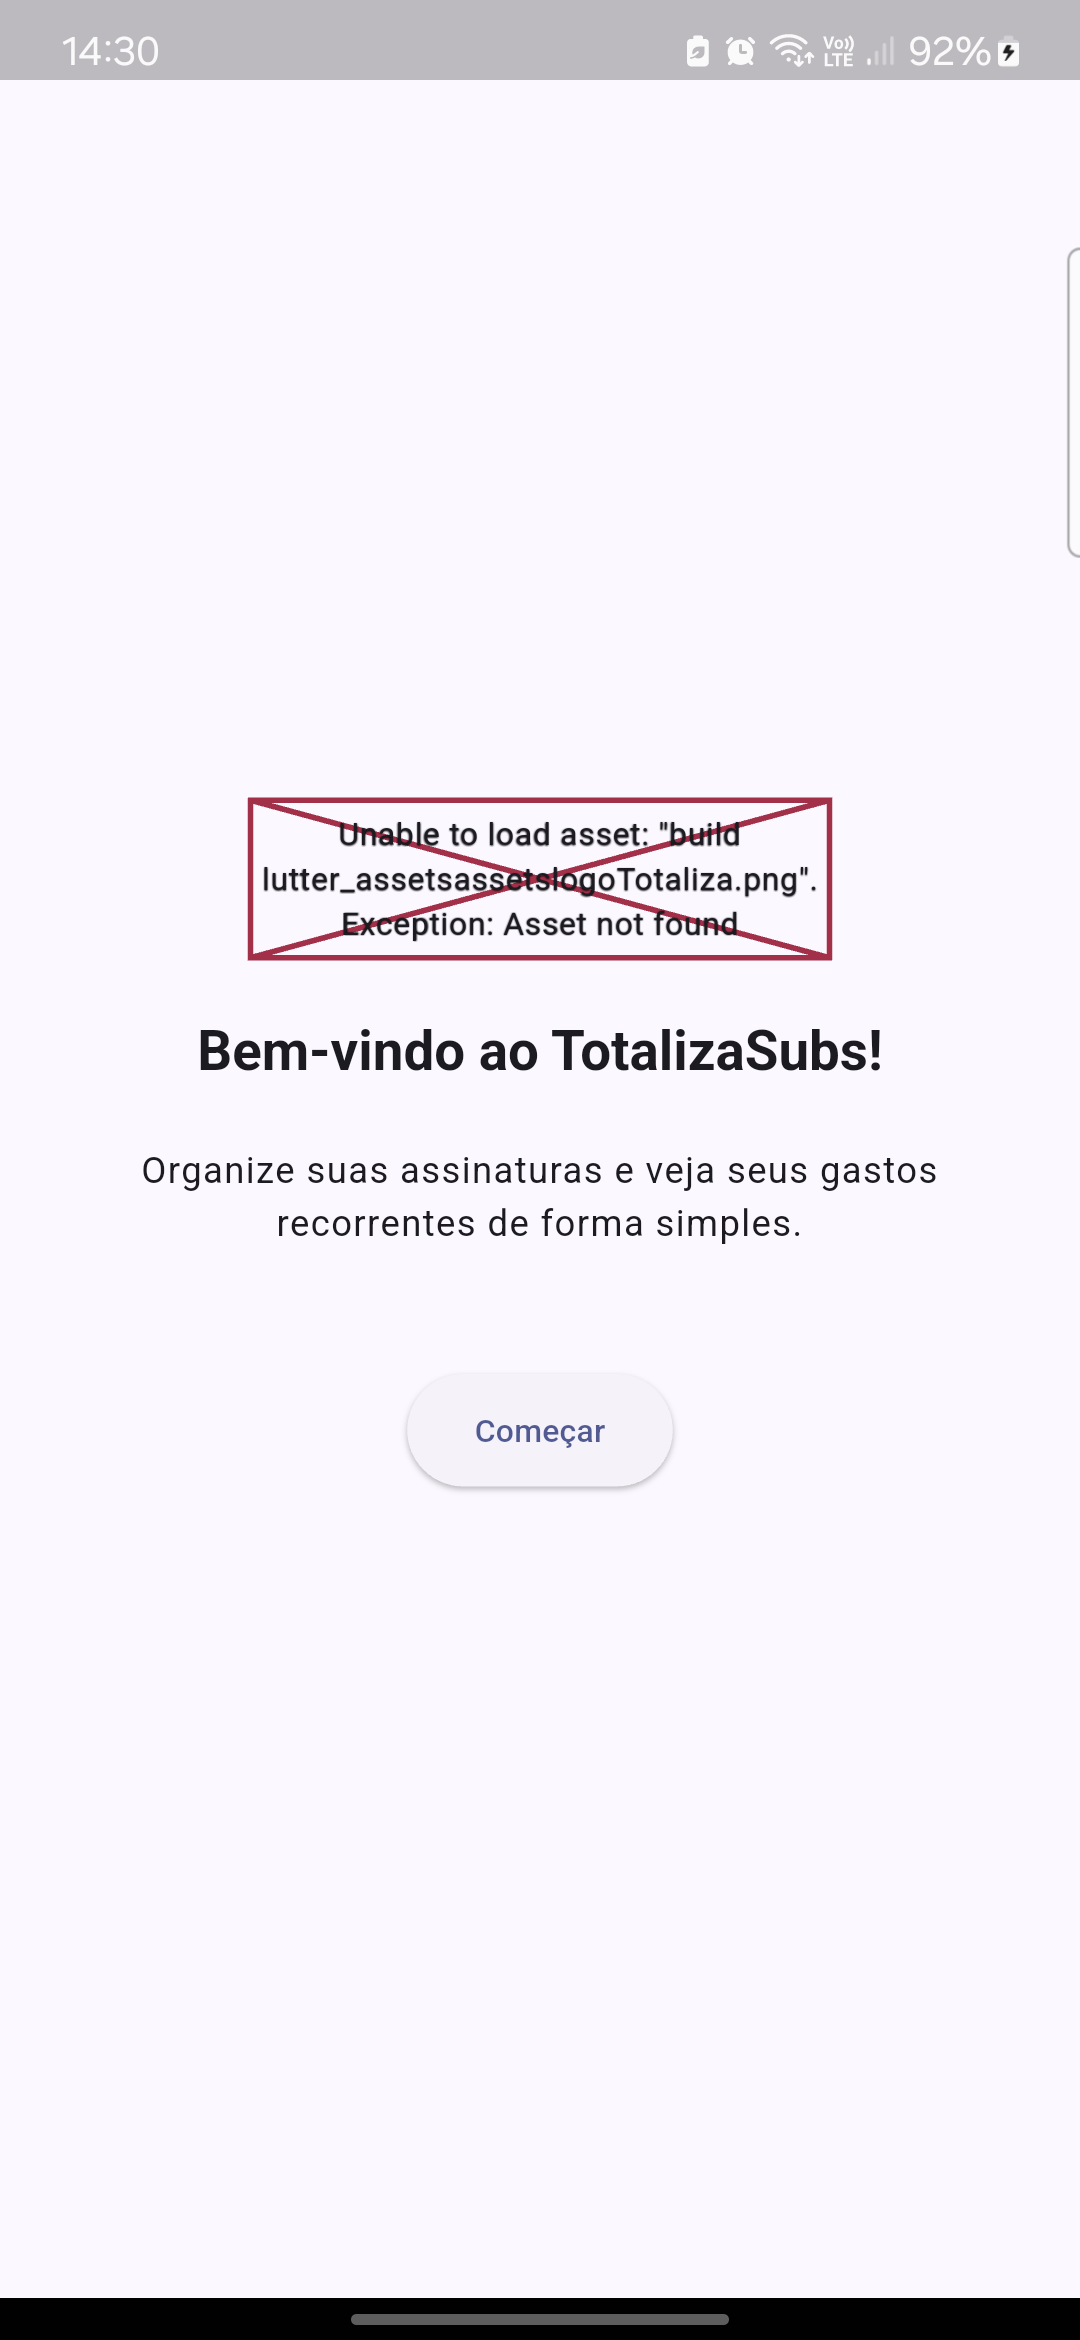 14:30
Vo))
LTE
92%
Unable to load asset: "build
lutter_assetsassetslogoTotaliza.png".
Exception: Asset not found
Bem-vindo ao TotalizaSubs!
Organize suas assinaturas e veja seus gastos
recorrentes de forma simples.
Começar